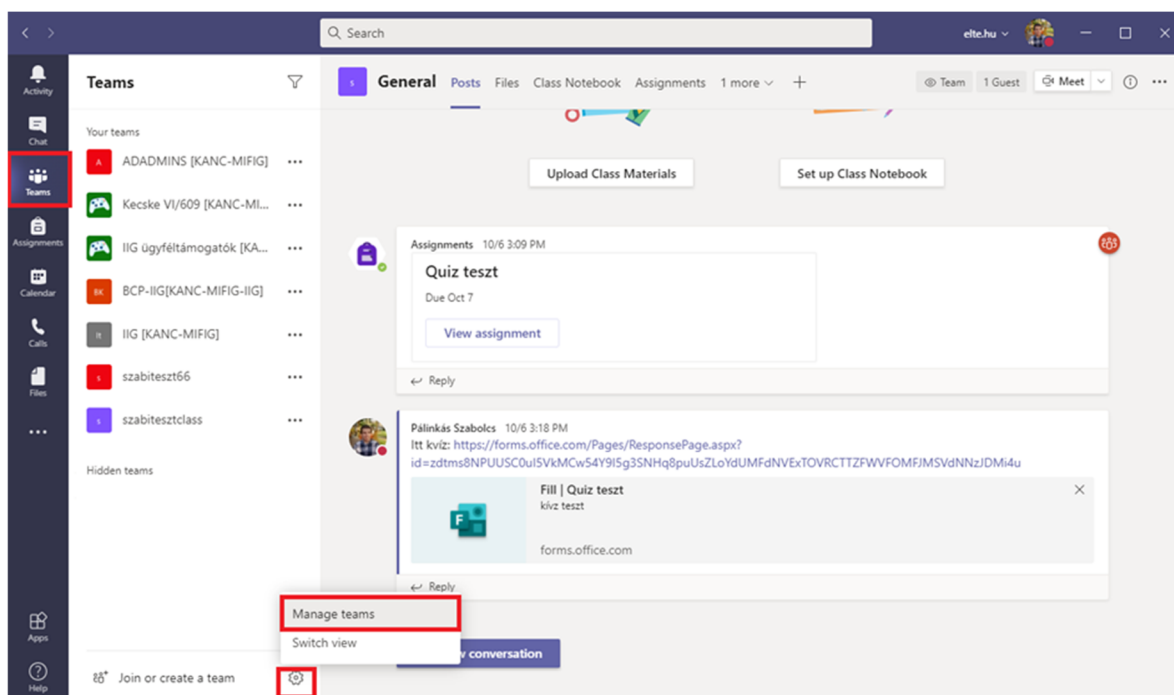 Search
elte.hu
Activity
Chat
Teams
Assignments
Calendar
Calls
Files
Apps
Help
Teams
Your teams
A
ADADMINS [KANC-MIFIG]
Kecske VI/609 [KANC-MI...
IIG ügyféltámogatók [KA...
BK
BCP-IIG[KANC-MIFIG-IIG]
IIG [KANC-MIFIG]
s
szabiteszt66
s
szabitesztclass
Hidden teams
Manage teams
Switch view
Join or create a team
s
General Posts Files Class Notebook Assignments 1 more
Team
1 Guest
Meet
Upload Class Materials
Set up Class Notebook
Assignments 10/6 3:09 PM
Quiz teszt
Due Oct 7
View assignment
Reply
Pálinkás Szabolcs 10/6 3:18 PM
Itt kvíz: https://forms.office.com/Pages/ResponsePage.aspx?
Fill | Quiz teszt
kívz teszt
forms.office.com
Reply
conversation